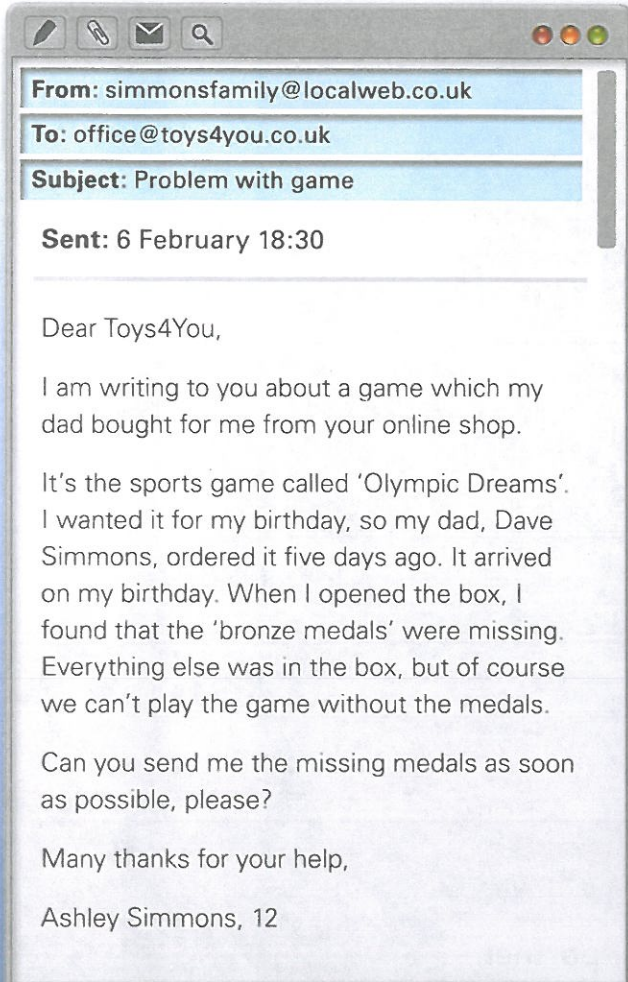 From: simmonsfamily@localweb.co.uk
To: office@toys4you.co.uk
Subject: Problem with game
Sent: 6 February 18:30
Dear Toys4You,
I am writing to you about a game which my
dad bought for me from your online shop.
It's the sports game called 'Olympic Dreams'.
I wanted it for my birthday, so my dad, Dave
Simmons, ordered it five days ago. It arrived
on my birthday. When I opened the box, I
found that the 'bronze medals' were missing.
Everything else was in the box, but of course
we can't play the game without the medals.
Can you send me the missing medals as soon
as possible, please?
Many thanks for your help,
Ashley Simmons, 12